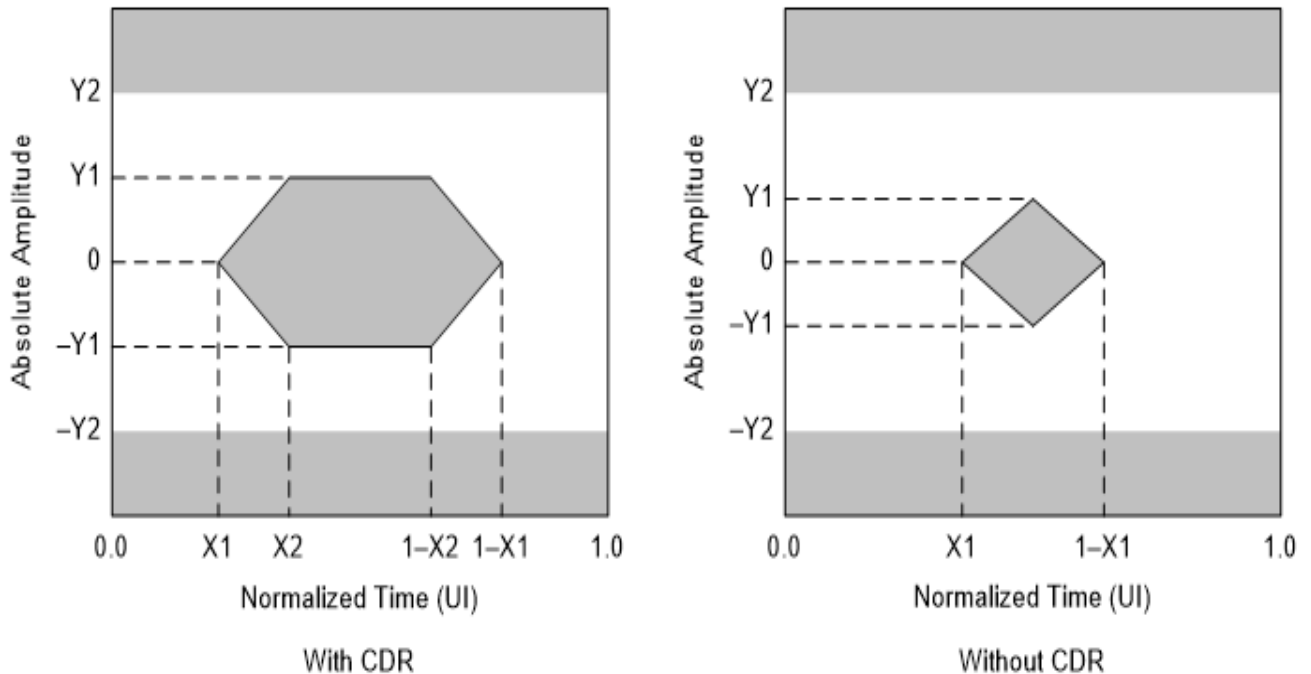 Absolute Amplitude
Y2
Y1
0
–Y1
–Y2
0.0 X1 X2 1–X2 1–X1 1.0
Normalized Time (UI)
With CDR
Absolute Amplitude
Y2
Y1
0
–Y1
–Y2
0.0 X1 1–X1 1.0
Normalized Time (UI)
Without CDR